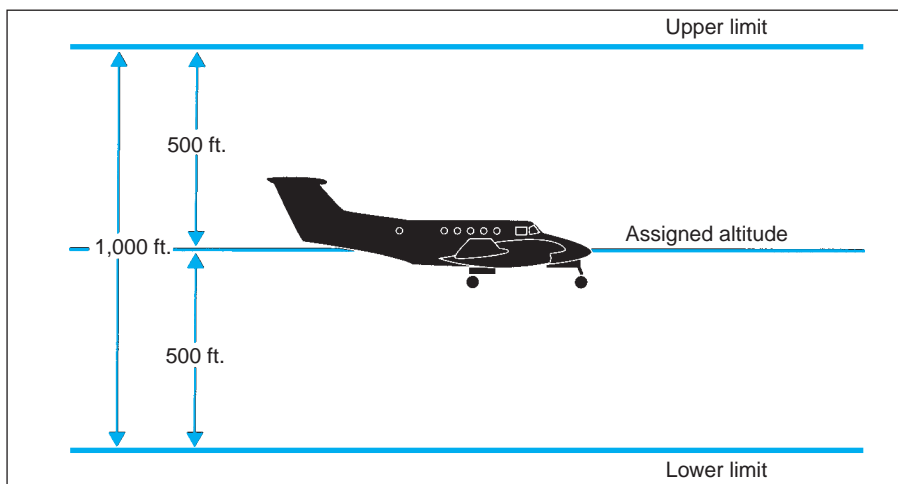 Upper limit
500 ft.
Assigned altitude
1,000 ft.
500 ft.
Lower limit